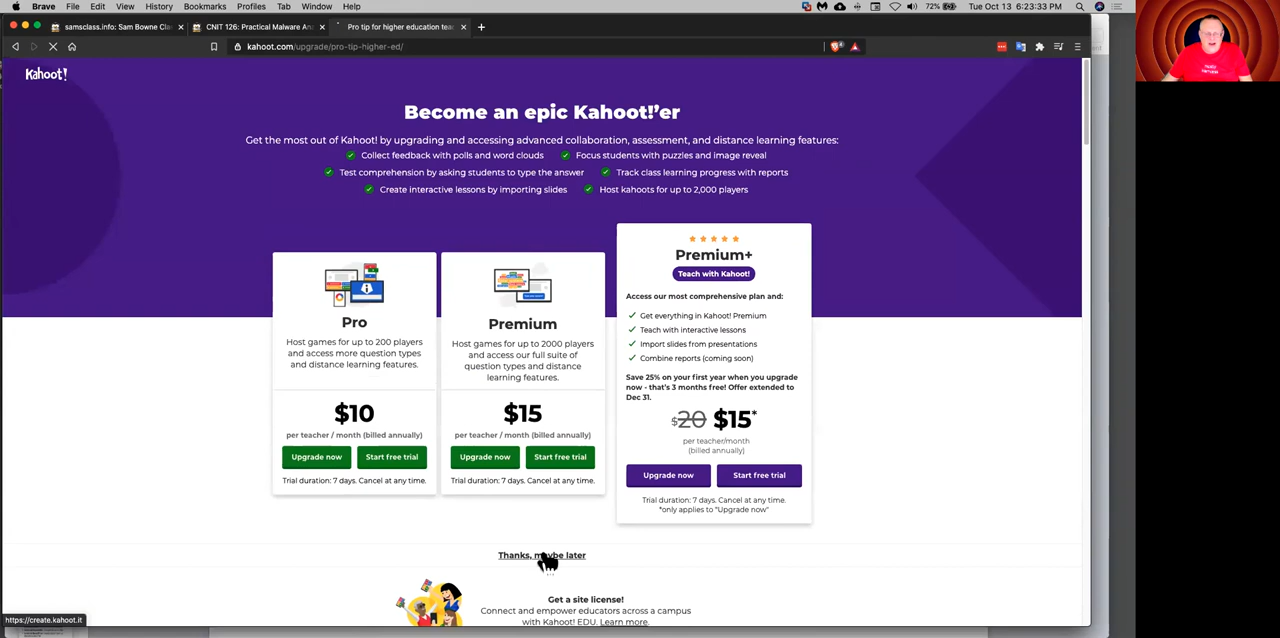 Brave File Edit View History Bookmarks Profiles Tab Window Help
72% Tue Oct 13 6:23:33 PM
samsclass.info: Sam Bowne Cla
CNIT 126: Practical Malware An
Pro tip for higher education tea
kahoot.com/upgrade/pro-tip-higher-ed/
Kahoot!
Become an epic Kahoot!'er
Get the most out of Kahoot! by upgrading and accessing advanced collaboration, assessment, and distance learning features:
Collect feedback with polls and word clouds Focus students with puzzles and image reveal
Test comprehension by asking students to type the answer Track class learning progress with reports
Create interactive lessons by importing slides Host kahoots for up to 2,000 players
Pro
Host games for up to 200 players
and access more question types
and distance learning features.
$10
per teacher / month (billed annually)
Upgrade now Start free trial
Trial duration: 7 days. Cancel at any time.
Premium
Host games for up to 2000 players
and access our full suite of
question types and distance
learning features.
$15
per teacher / month (billed annually)
Upgrade now Start free trial
Trial duration: 7 days. Cancel at any time.
Premium+
Teach with Kahoot!
Access our most comprehensive plan and:
Get everything in Kahoot! Premium
Teach with interactive lessons
Import slides from presentations
Combine reports (coming soon)
Save 25% on your first year when you upgrade
now - that's 3 months free! Offer extended to
Dec 31.
$20 $15*
per teacher/month
(billed annually)
Upgrade now Start free trial
Trial duration: 7 days. Cancel at any time.
*only applies to "Upgrade now"
Thanks, maybe later
Get a site license!
Connect and empower educators across a campus
with Kahoot! EDU. Learn more.
https://create.kahoot.it